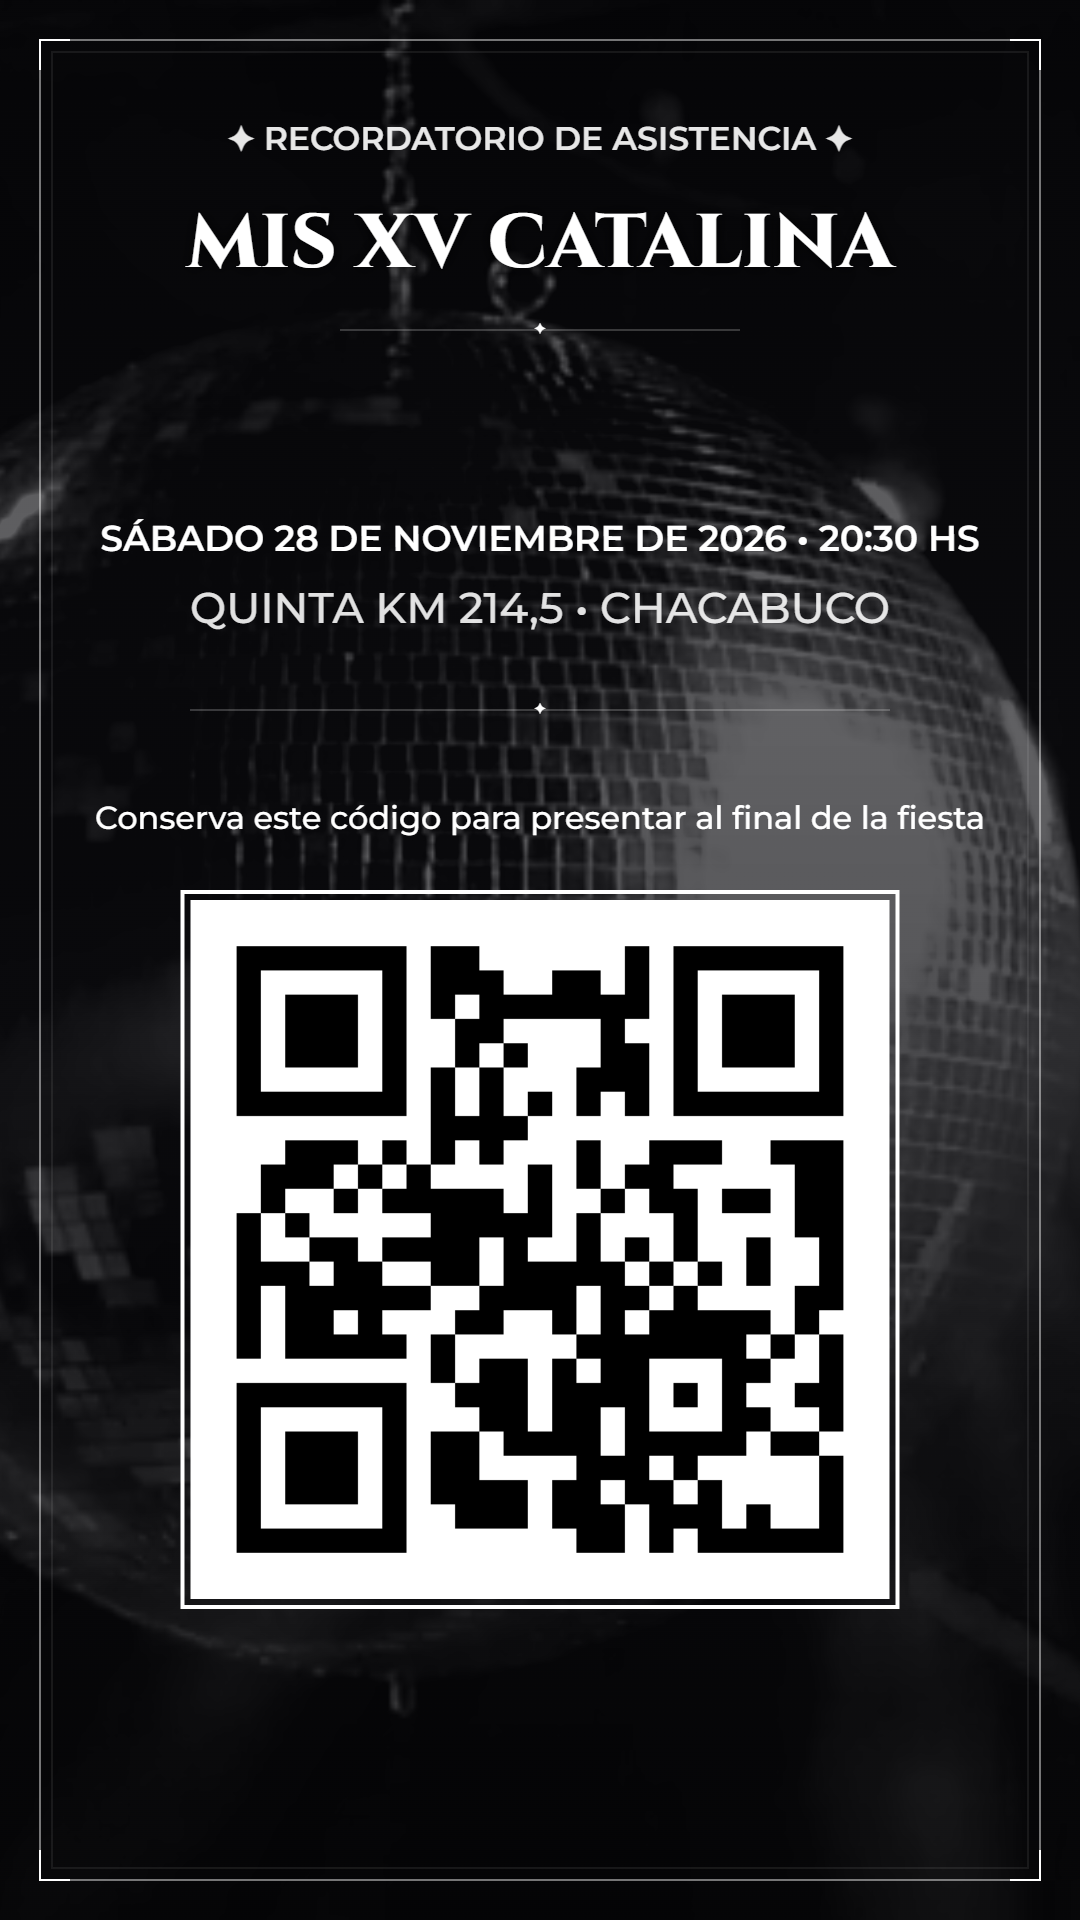 ✦ RECORDATORIO DE ASISTENCIA ✦
MIS XV CATALINA
SÁBADO 28 DE NOVIEMBRE DE 2026 • 20:30 HS
QUINTA KM 214,5 • CHACABUCO
Conserva este código para presentar al final de la fiesta